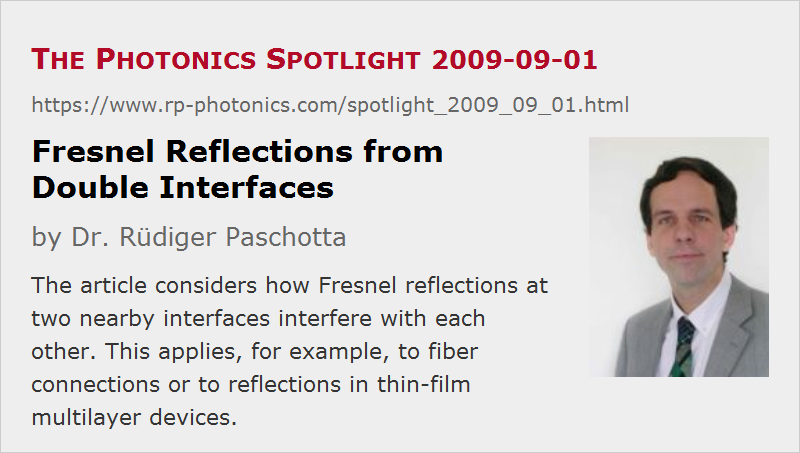 The Photonics Spotlight 2009-09-01
https://www.rp-photonics.com/spotlight_2009_09_01.html
Fresnel Reflections from
Double Interfaces
by Dr. Rüdiger Paschotta
The article considers how Fresnel reflections at
two nearby interfaces interfere with each
other. This applies, for example, to fiber
connections or to reflections in thin-film
multilayer devices.